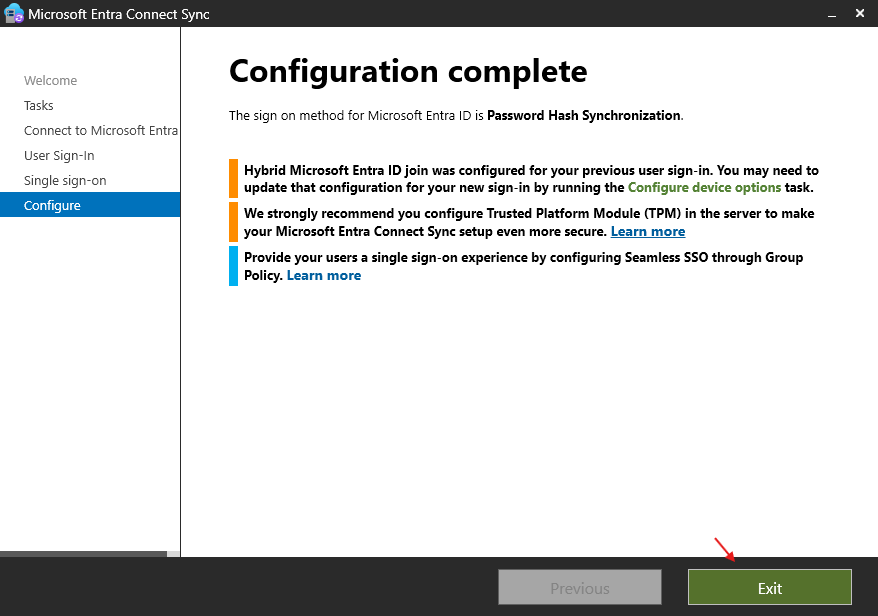 Microsoft Entra Connect Sync
Welcome
Tasks
Connect to Microsoft Entra
User Sign-In
Single sign-on
Configure
Configuration complete
The sign on method for Microsoft Entra ID is Password Hash Synchronization.
Hybrid Microsoft Entra ID join was configured for your previous user sign-in. You may need to
update that configuration for your new sign-in by running the Configure device options task.
We strongly recommend you configure Trusted Platform Module (TPM) in the server to make
your Microsoft Entra Connect Sync setup even more secure. Learn more
Provide your users a single sign-on experience by configuring Seamless SSO through Group
Policy. Learn more
Previous
Exit